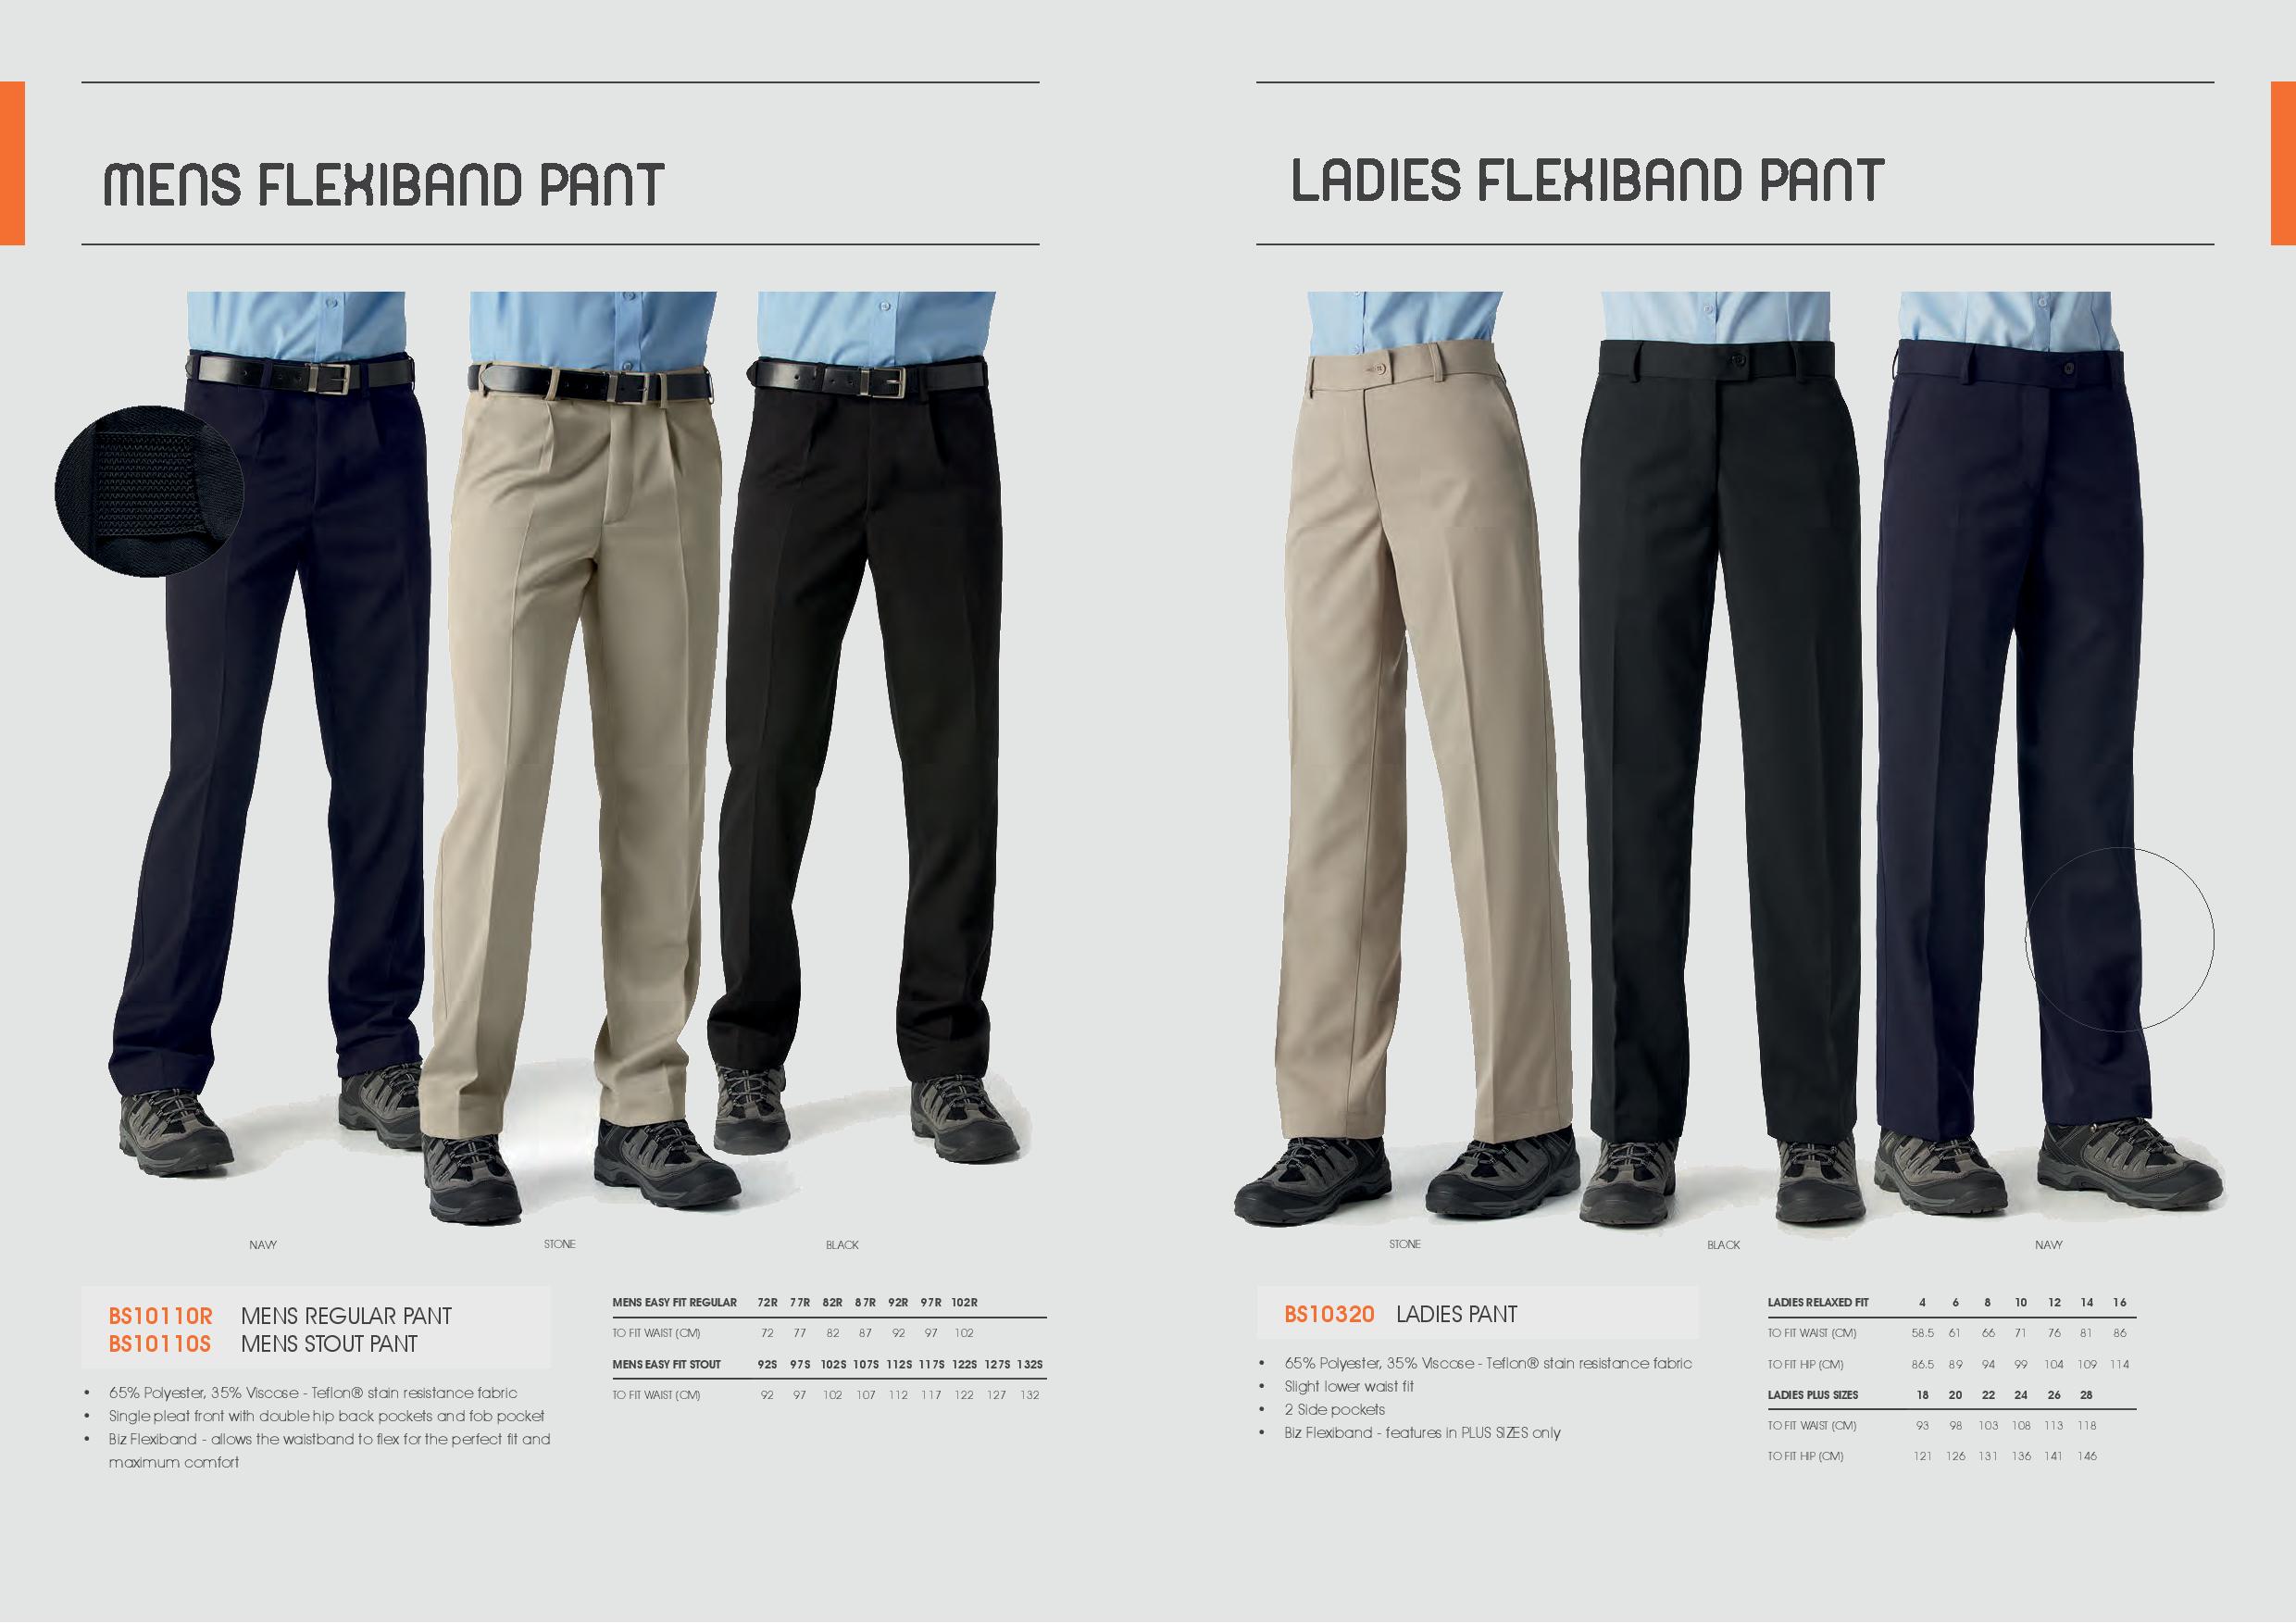 MENS FLEXIBAND PANT
NAVY
STONE
BLACK
BS10110R MENS REGULAR PANT
BS10110S MENS STOUT PANT
• 65% Polyester, 35% Viscose - Teflon® stain resistance fabric
• Single pleat front with double hip back pockets and fob pocket
• Biz Flexiband - allows the waistband to flex for the perfect fit and
maximum comfort
MENS EASY FIT REGULAR 72R 77R 82R 87R 92R 97R 102R
TO FIT WAIST (CM) 72 77 82 87 92 97 102
MENS EASY FIT STOUT 92S 97S 102S 107S 112S 117S 122S 127S 132S
TO FIT WAIST (CM) 92 97 102 107 112 117 122 127 132
LADIES FLEXIBAND PANT
STONE
BLACK
NAVY
BS10320 LADIES PANT
• 65% Polyester, 35% Viscose - Teflon® stain resistance fabric
• Slight lower waist fit
• 2 Side pockets
• Biz Flexiband - features in PLUS SIZES only
LADIES RELAXED FIT 4 6 8 10 12 14 16
TO FIT WAIST (CM) 58.5 61 66 71 76 81 86
TO FIT HIP (CM) 86.5 89 94 99 104 109 114
LADIES PLUS SIZES 18 20 22 24 26 28
TO FIT WAIST (CM) 93 98 103 108 113 118
TO FIT HIP (CM) 121 126 131 136 141 146